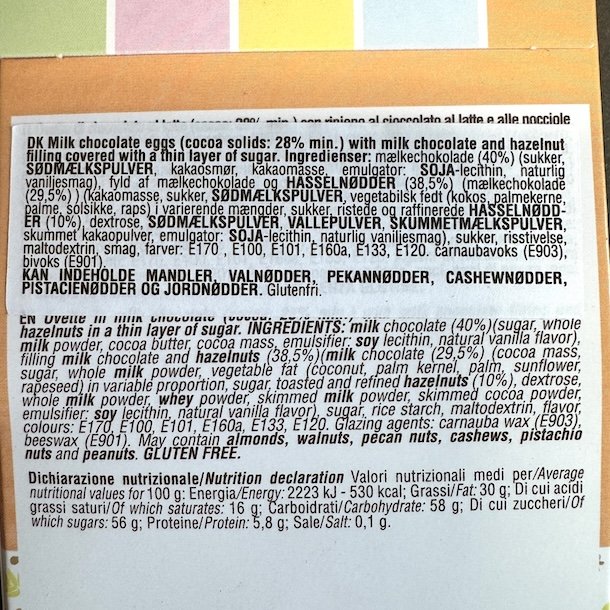 con ripieno al cioccolato al latte e alle nocciole
DK Milk chocolate eggs (cocoa solids: 28% min.) with milk chocolate and hazelnut
filling covered with a thin layer of sugar. Ingredienser: mælkechokolade (40%) (sukker,
SØDMÆLKSPULVER, kakaosmør, kakaomasse, emulgator: SOJA-lecithin, naturlig
vaniljesmag), fyld af mælkechokolade og HASSELNØDDER (38,5%) (mælkechokolade
(29,5%) ) (kakaomasse, sukker, SØDMÆLKSPULVER, vegetabilsk fedt (kokos, palmekerne,
palme, solsikke, raps) i varierende mængder, sukker, ristede og raffinerede HASSELNØDD-
ER (10%), dextrose, SØDMÆLKSPULVER, VALLEPULVER, SKUMMETMÆLKSPULVER,
skummet kakaopulver, emulgator: SOJA-lecithin, naturlig vaniljesmag), sukker, risstivelse,
maltodextrin, smag, farver: E170 , E100, E101, E160a, E133, E120. carnaubavoks (E903),
bivoks (E901)
KAN INDEHOLDE MANDLER, VALNØDDER, PEKANNØDDER, CASHEWNØDDER,
PISTACIENØDDER OG JORDNØDDER. Glutenfri.
EN Ovette in milk chocolate
hazelnuts in a thin layer of sugar. INGREDIENTS: milk chocolate (40%)(sugar, whole
milk powder, cocoa butter, cocoa mass, emulsifier: soy lecithin, natural vanilla flavor),
filling milk chocolate and hazelnuts (38,5%)(milk chocolate (29,5%) (cocoa mass,
sugar, whole milk powder, vegetable fat (coconut, palm kernel, palm, sunflower,
rapeseed) in variable proportion, sugar, toasted and refined hazelnuts (10%), dextrose,
whole milk powder, whey powder, skimmed milk powder, skimmed cocoa powder,
emulsifier: soy lecithin, natural vanilla flavor), sugar, rice starch, maltodextrin, flavor,
colours: E170, E100, E101, E160a, E133, E120. Glazing agents: carnauba wax (E903),
beeswax (E901). May contain almonds, walnuts, pecan nuts, cashews, pistachio
nuts and peanuts. GLUTEN FREE.
Dichiarazione nutrizionale/Nutrition declaration Valori nutrizionali medi per/Average
nutritional values for 100 g: Energia/Energy: 2223 kJ - 530 kcal; Grassi/Fat: 30 g; Di cui acidi
grassi saturi/Of which saturates: 16 g; Carboidrati/Carbohydrate: 58 g; Di cui zuccheri/Of
which sugars: 56 g; Proteine/Protein: 5,8 g; Sale/Salt: 0,1 g.